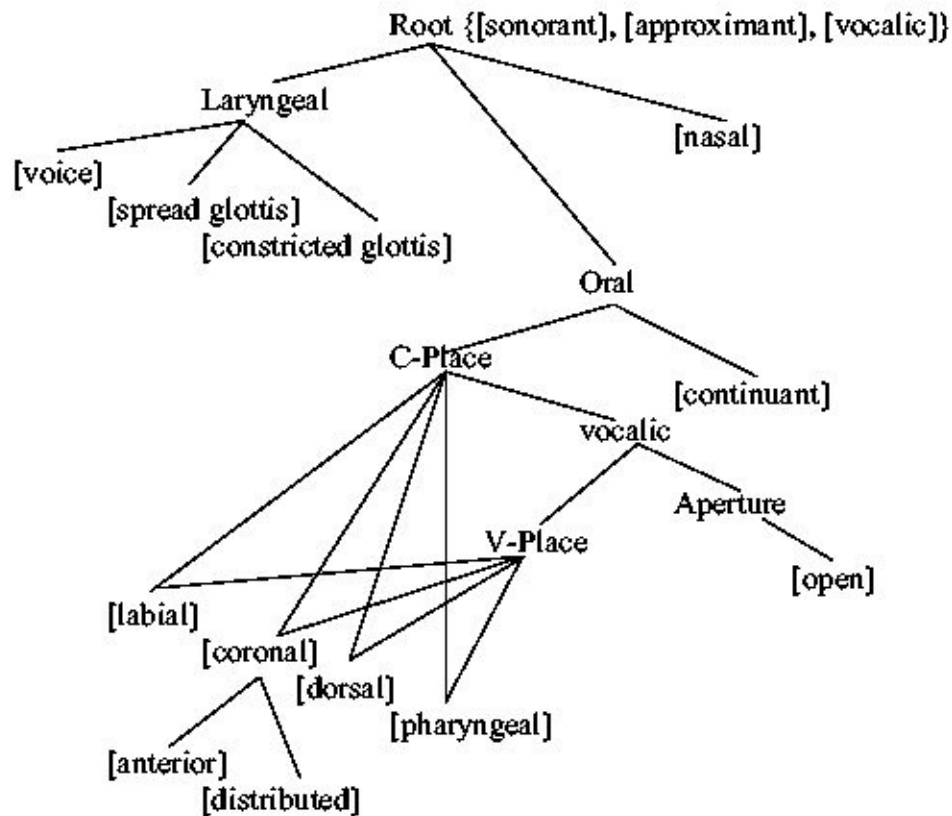 Root {[sonorant], [approximant], [vocalic]}
Laryngeal
[nasal]
[voice]
[spread glottis]
[constricted glottis]
Oral
C-Place
[continuant]
vocalic
Aperture
V-Place
[open]
[labial]
[coronal]
[dorsal]
[pharyngeal]
[anterior]
[distributed]